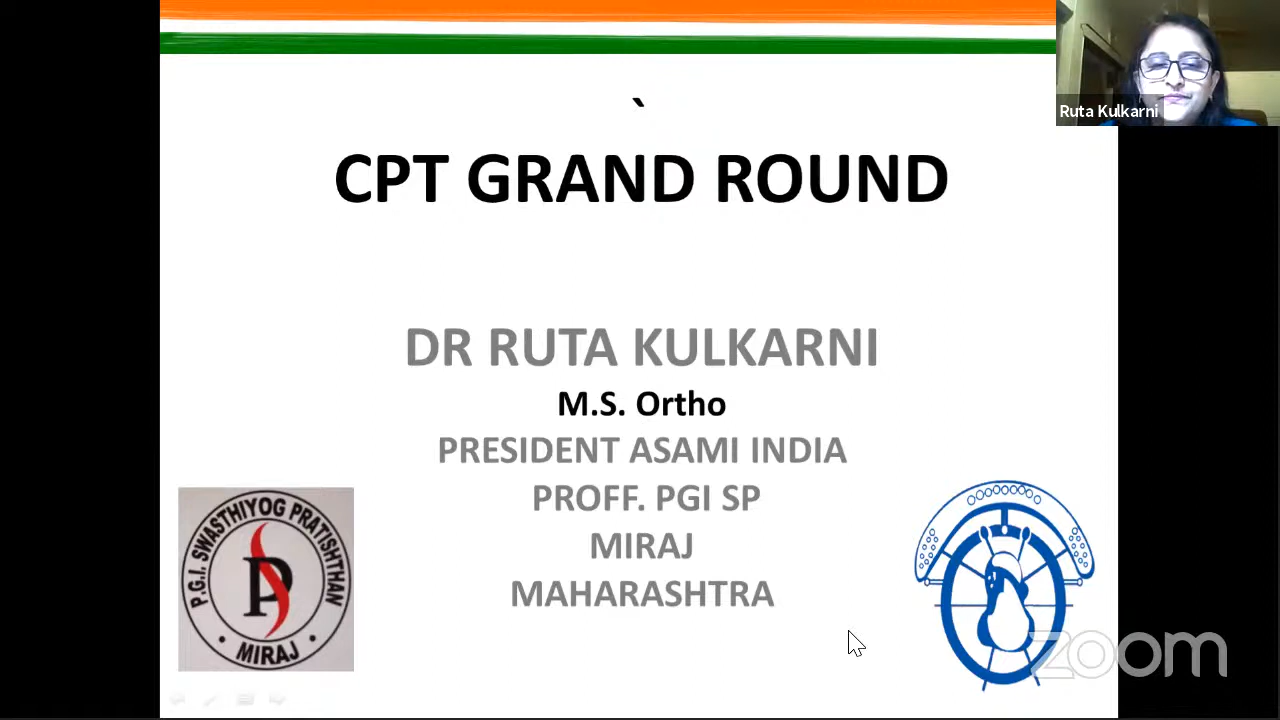 Ruta Kulkarni
`
CPT GRAND ROUND
DR RUTA KULKARNI
M.S. Ortho
PRESIDENT ASAMI INDIA
PROFF. PGI SP
MIRAJ
MAHARASHTRA
P.G.I. SWASTHIYOG PRATISHTHAN
PS
• MIRAJ •
zoom